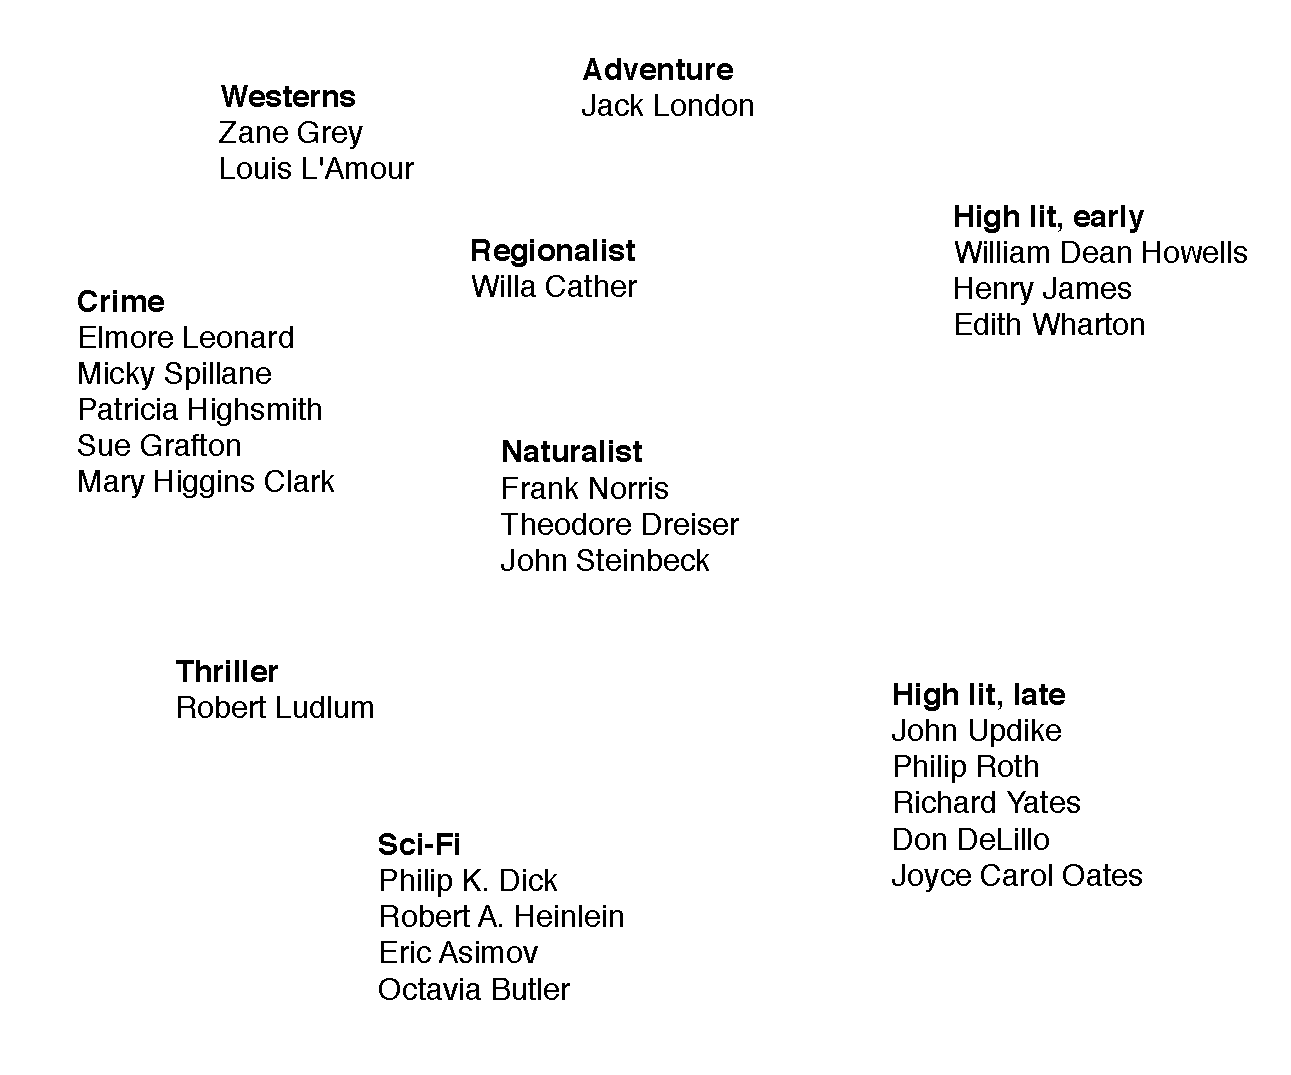 Adventure
Jack London
Westerns
Zane Grey
Louis L'Amour
High lit, early
William Dean Howells
Henry James
Edith Wharton
Regionalist
Willa Cather
Crime
Elmore Leonard
Micky Spillane
Patricia Highsmith
Sue Grafton
Mary Higgins Clark
Naturalist
Frank Norris
Theodore Dreiser
John Steinbeck
Thriller
Robert Ludlum
High lit, late
John Updike
Philip Roth
Richard Yates
Don DeLillo
Joyce Carol Oates
Sci-Fi
Philip K. Dick
Robert A. Heinlein
Eric Asimov
Octavia Butler